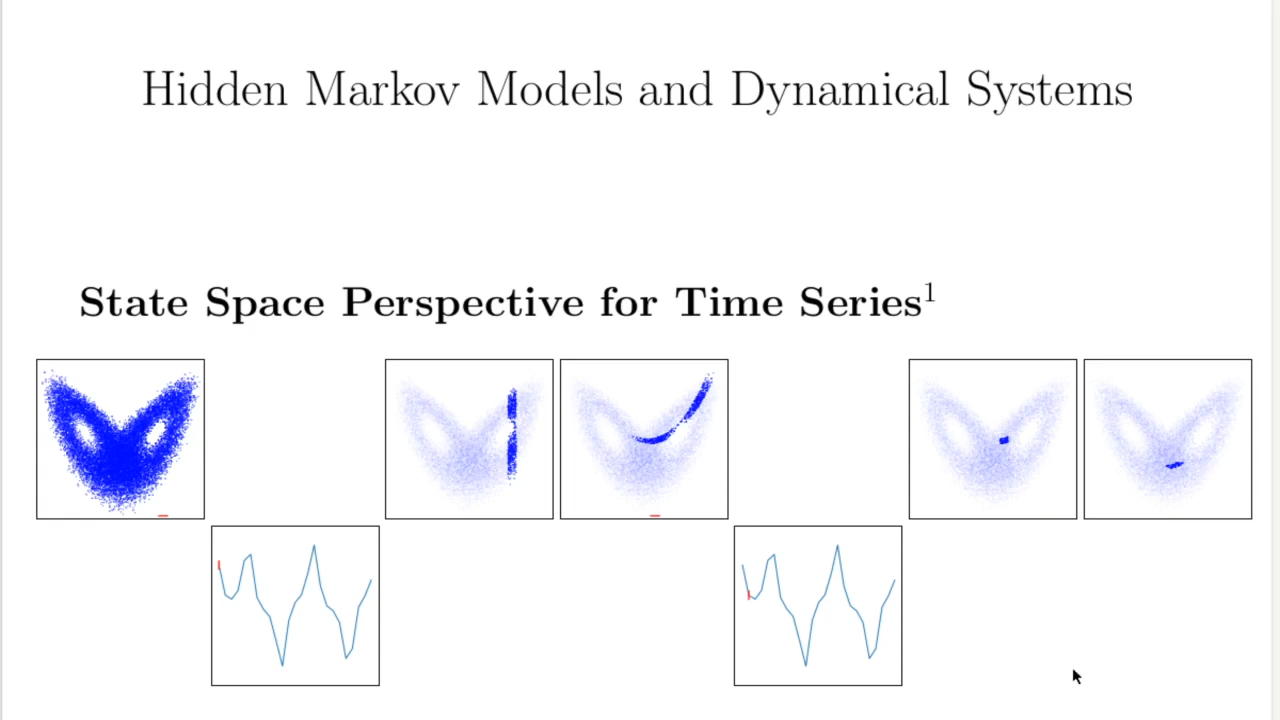 Hidden Markov Models and Dynamical Systems
State Space Perspective for Time Series¹